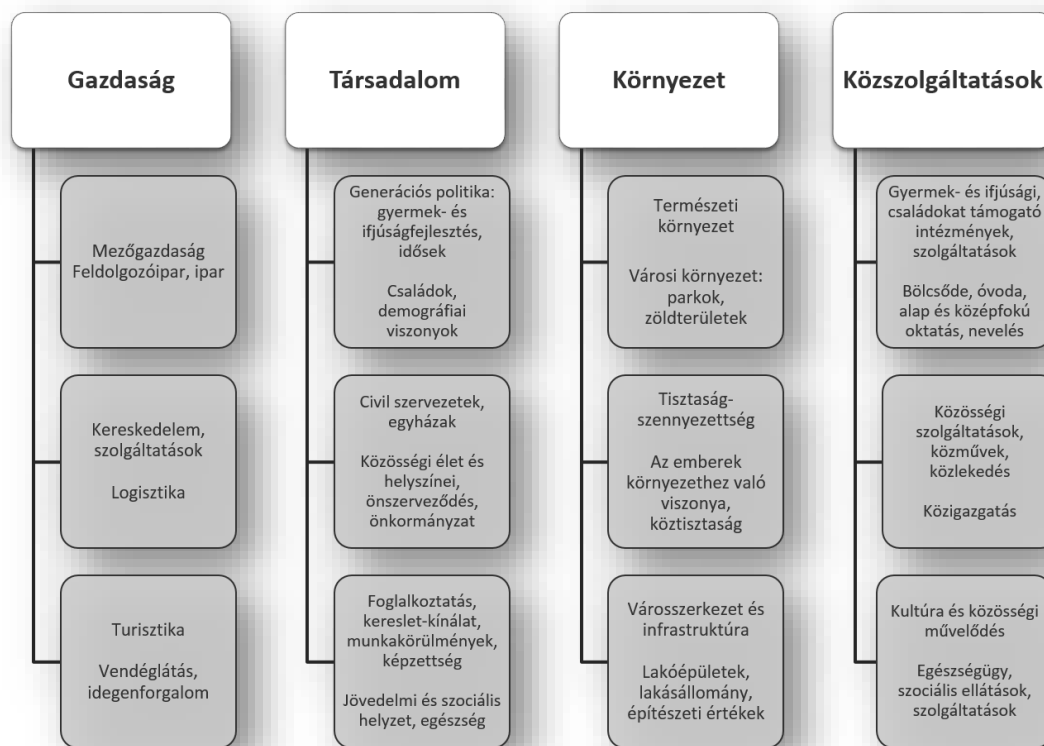 Gazdaság
Mezőgazdaság
Feldolgozóipar, ipar
Kereskedelem,
szolgáltatások
Logisztika
Turisztika
Vendéglátás,
idegenforgalom
Társadalom
Generációs politika:
gyermek- és
ifjúságfejlesztés,
idősek
Családok,
demográfiai
viszonyok
Civil szervezetek,
egyházak
Közösségi élet és
helyszínei,
önszerveződés,
önkormányzat
Foglalkoztatás,
kereslet-kínálat,
munkakörülmények,
képzettség
Jövedelmi és szociális
helyzet, egészség
Környezet
Természeti
környezet
Városi környezet:
parkok,
zöldterületek
Tisztaság-
szennyezettség
Az emberek
környezethez való
viszonya,
köztisztaság
Városszerkezet és
infrastruktúra
Lakóépületek,
lakásállomány,
építészeti értékek
Közszolgáltatások
Gyermek- és ifjúsági,
családokat támogató
intézmények,
szolgáltatások
Bölcsőde, óvoda,
alap és középfokú
oktatás, nevelés
Közösségi
szolgáltatások,
közművek,
közlekedés
Közigazgatás
Kultúra és közösségi
művelődés
Egészségügy,
szociális ellátások,
szolgáltatások